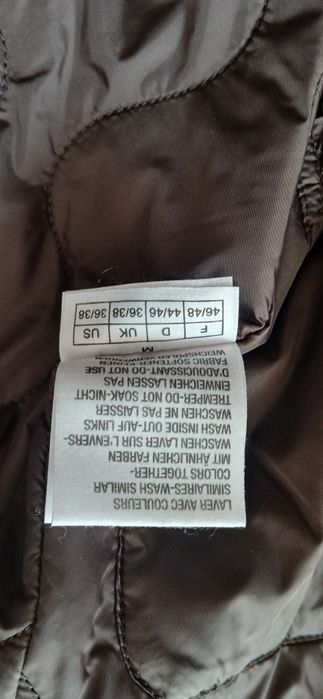 LAVER AVEC COULEURS
SIMILAIRES-WASH SIMILAR
COLORS TOGETHER-
MIT ÄHNLICHEN FARBEN
WASCHEN LAVER SUR L'ENVERS-
WASH INSIDE OUT-AUF LINKS
WASCHEN NE PAS LAISSER
TREMPER-DO NOT SOAK-NICHT
EINWEICHEN LASSEN PAS
D'ADOUCISSANT-DO NOT USE
FABRIC SOFTENER-KEINEN
WEICHSPÜLER VERWENDEN
M
F D UK US
46/48 44/46 36/38 36/38